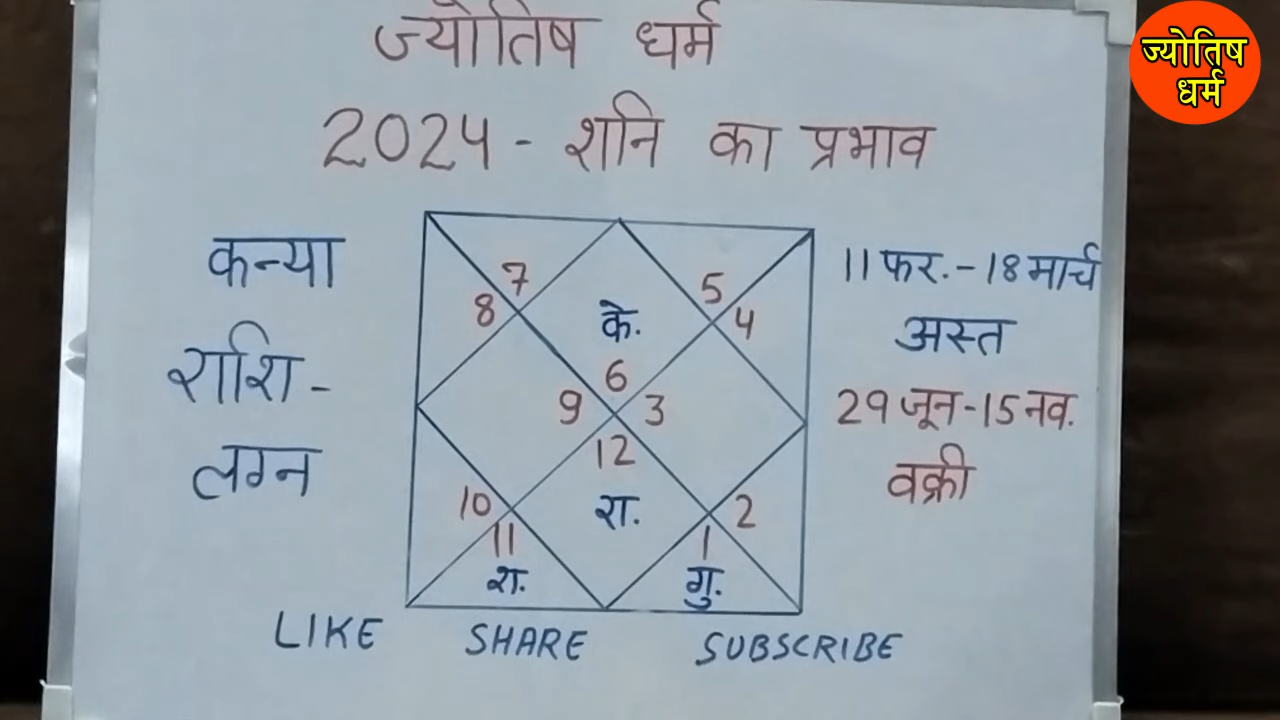 ज्योतिष धर्म
ज्योतिष
धर्म
2024 - शनि का प्रभाव
कन्या
राशि -
लग्न
7
8
के.
5
4
6
9
3
12
10
रा.
2
11
1
श.
गु.
11 फर. - 18 मार्च
अस्त
29 जून - 15 नव.
वक्री
LIKE SHARE SUBSCRIBE